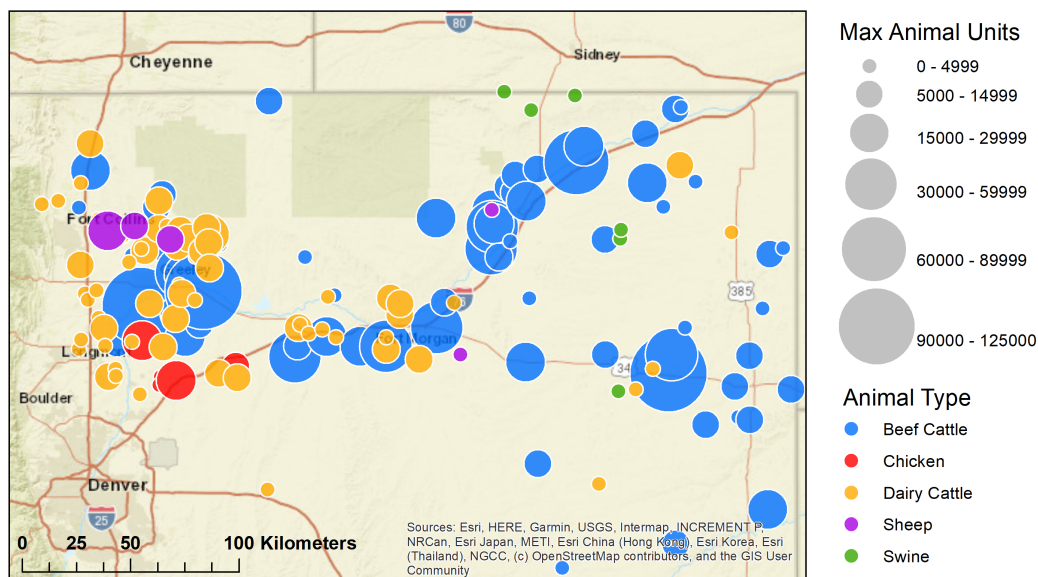 80
Cheyenne
Sidney
Fort Collins
Greeley
385
Fort Morgan
34
Longmont
Boulder
Denver
25
0 25 50 100 Kilometers
Sources: Esri, HERE, Garmin, USGS, Intermap, INCREMENT P,
NRCan, Esri Japan, METI, Esri China (Hong Kong), Esri Korea, Esri
(Thailand), NGCC, (c) OpenStreetMap contributors, and the GIS User
Community
Max Animal Units
0 - 4999
5000 - 14999
15000 - 29999
30000 - 59999
60000 - 89999
90000 - 125000
Animal Type
Beef Cattle
Chicken
Dairy Cattle
Sheep
Swine